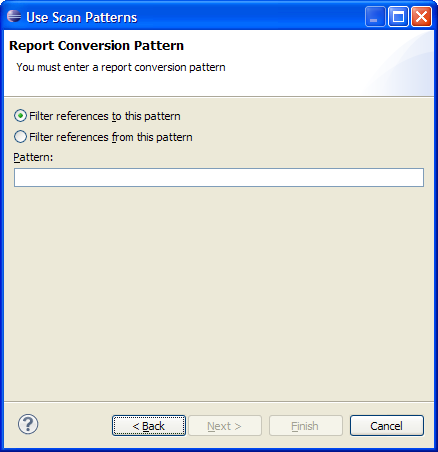 Use Scan Patterns
Report Conversion Pattern
You must enter a report conversion pattern
Filter references to this pattern
Filter references from this pattern
Pattern:
? < Back Next > Finish Cancel